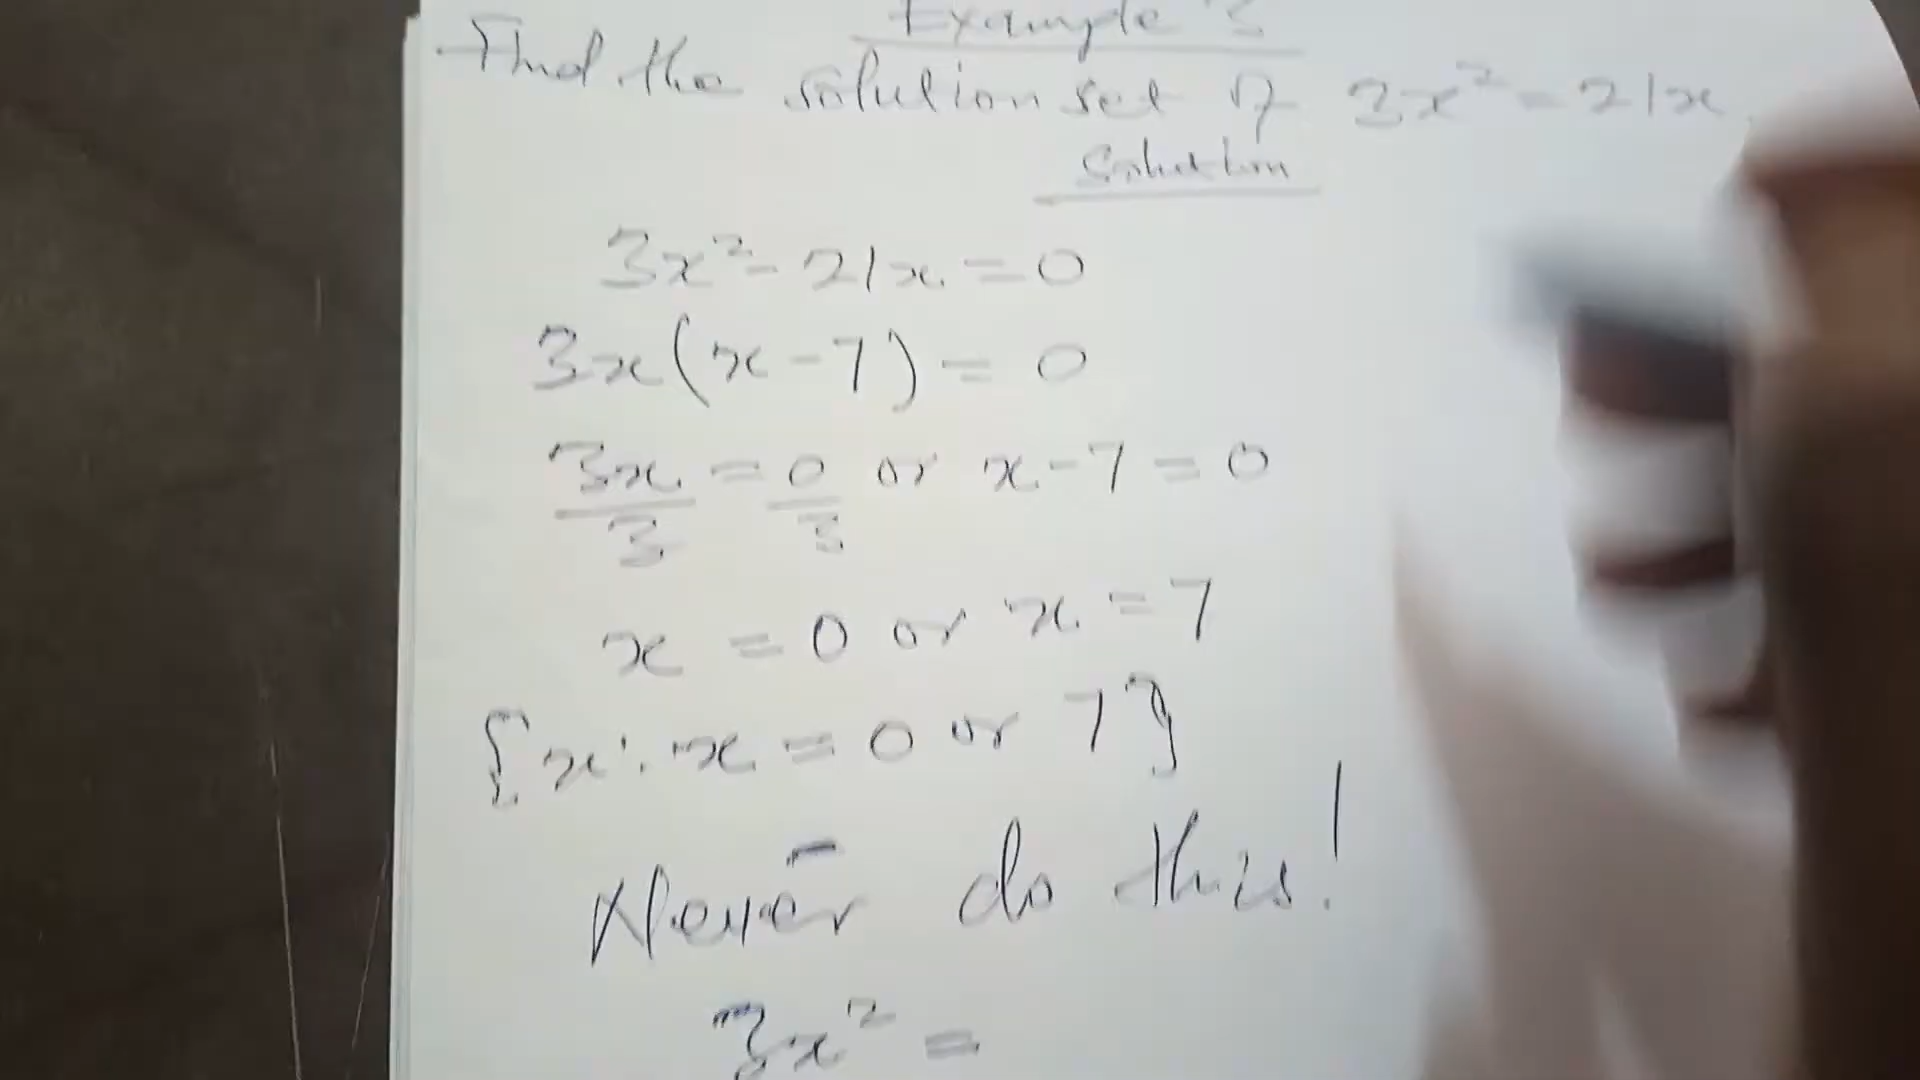 Example 3
Find the solution set of 3x² = 21x.
Solution
3x² - 21x = 0
3x(x - 7) = 0
3x/3 = 0/3 or x - 7 = 0
x = 0 or x = 7
{x: x = 0 or 7}
Never do this!
3x² =